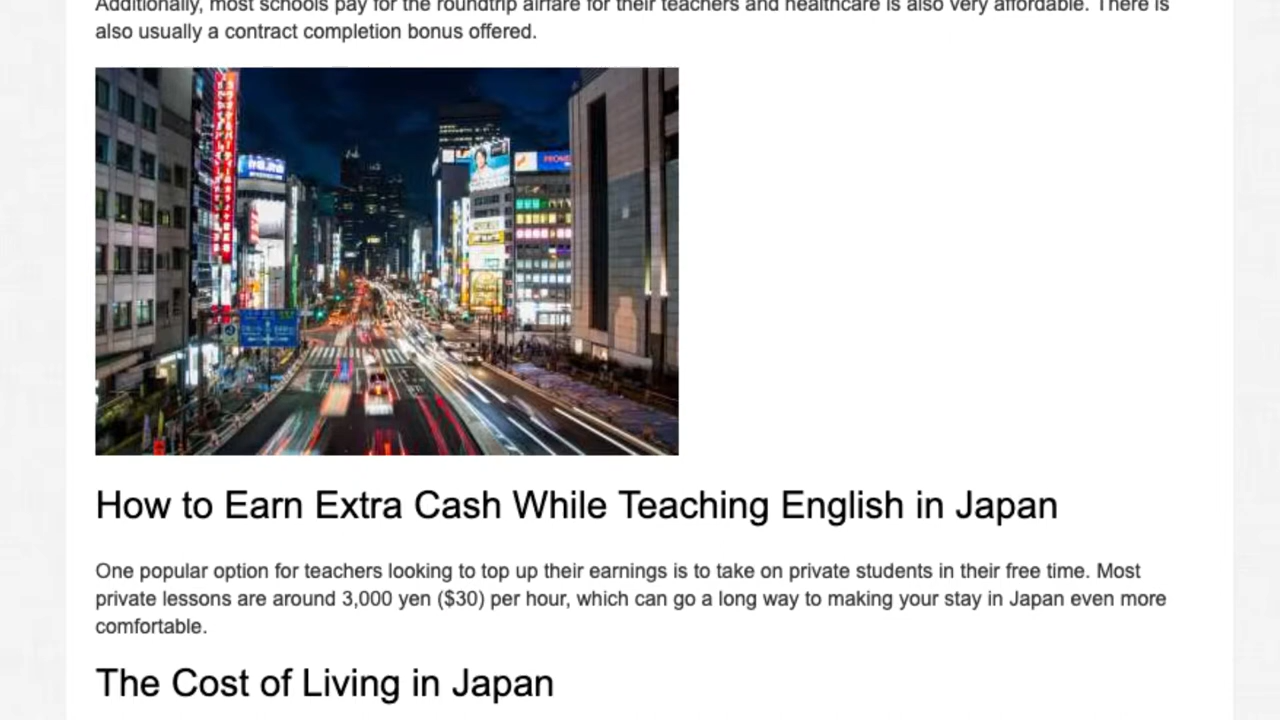 Additionally, most schools pay for the roundtrip airfare for their teachers and healthcare is also very affordable. There is
also usually a contract completion bonus offered.
How to Earn Extra Cash While Teaching English in Japan
One popular option for teachers looking to top up their earnings is to take on private students in their free time. Most
private lessons are around 3,000 yen ($30) per hour, which can go a long way to making your stay in Japan even more
comfortable.
The Cost of Living in Japan